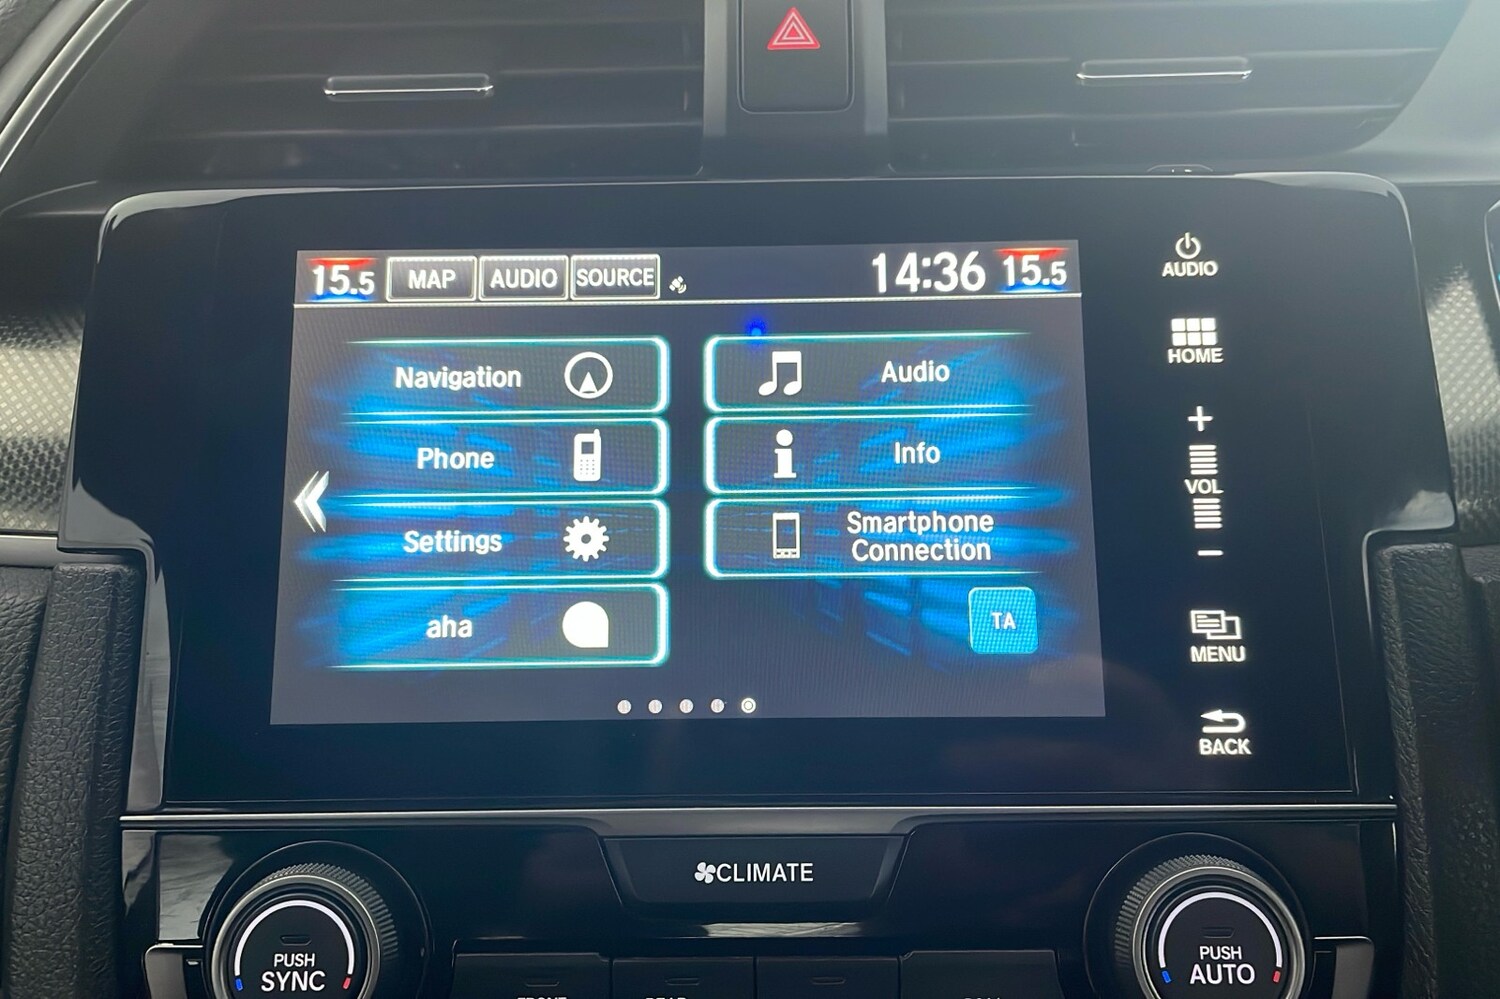 15.5 MAP AUDIO SOURCE 14:36 15.5
Navigation
Audio
Phone
Info
Settings
Smartphone
Connection
aha
TA
AUDIO
HOME
+
VOL
−
MENU
BACK
CLIMATE
PUSH
SYNC
PUSH
AUTO